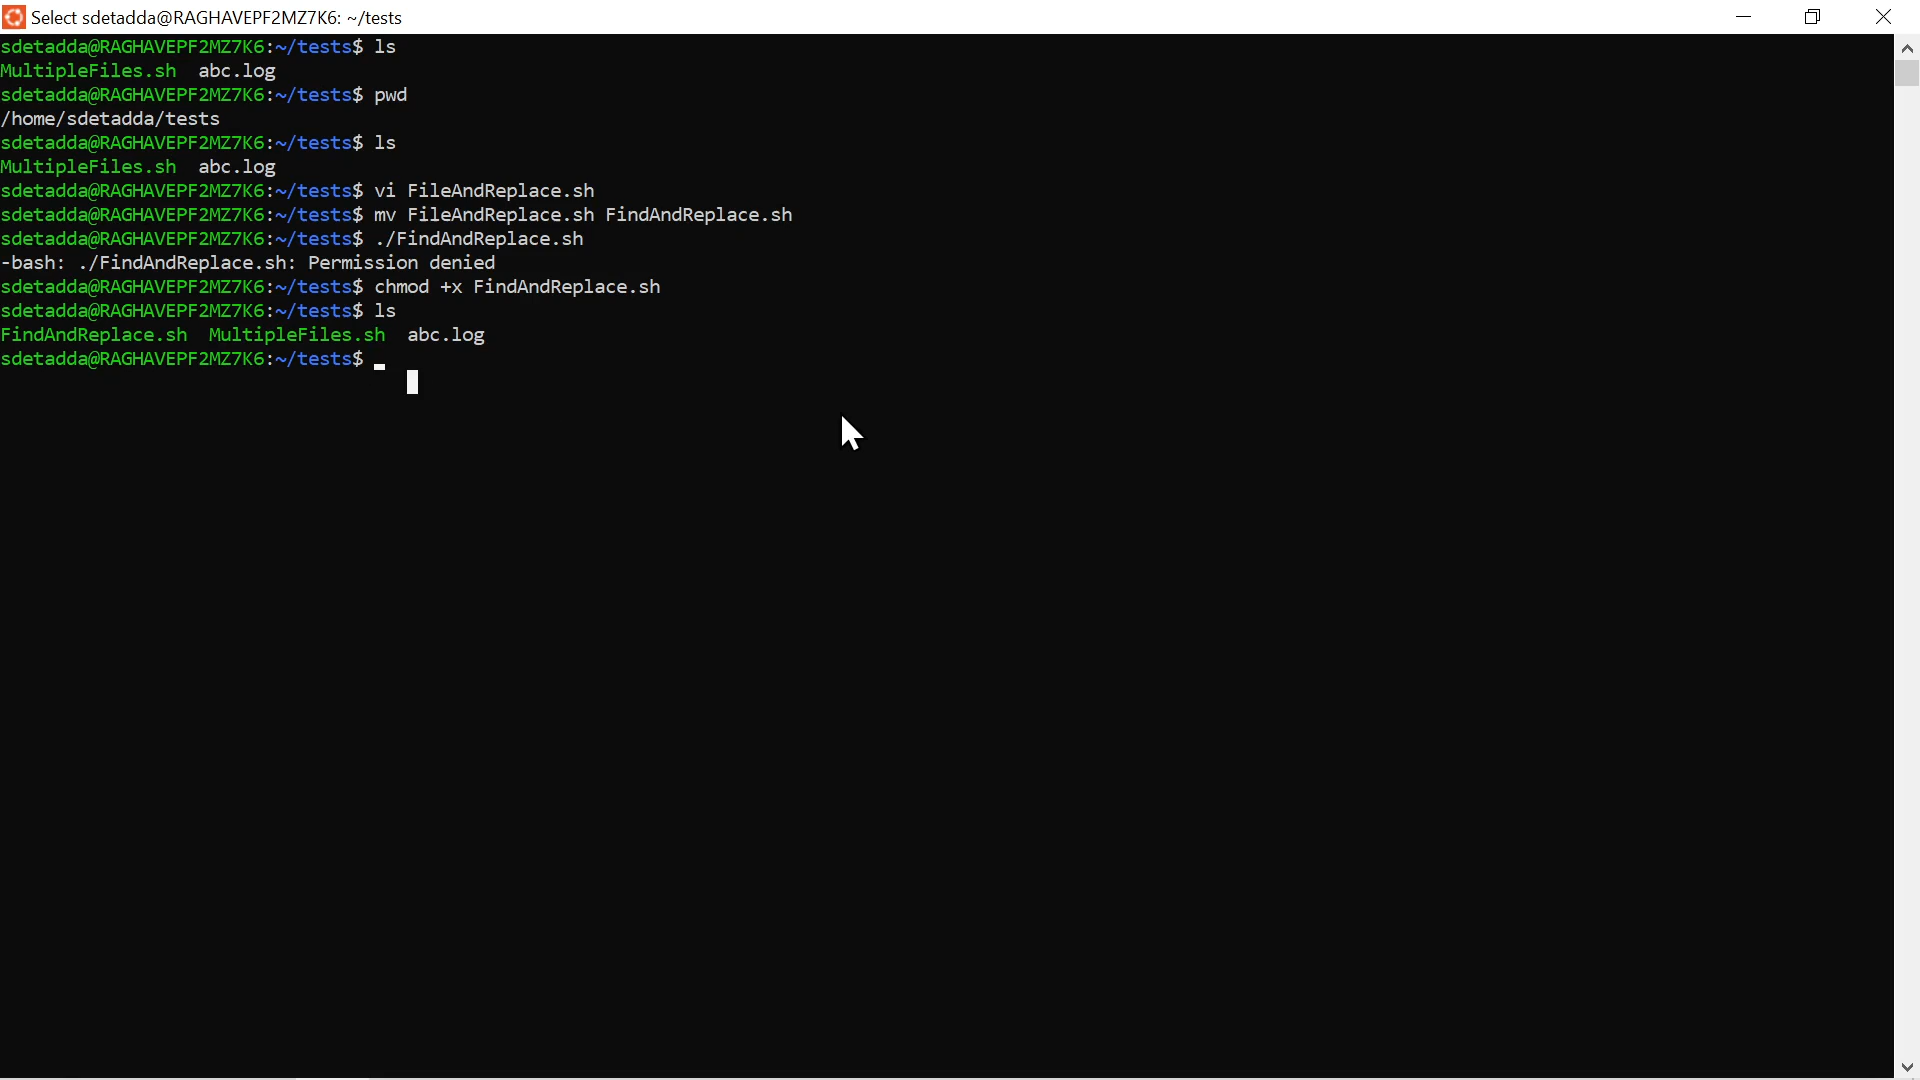 Select sdetadda@RAGHAVEPF2MZ7K6: ~/tests
sdetadda@RAGHAVEPF2MZ7K6:~/tests$ ls
MultipleFiles.sh  abc.log
sdetadda@RAGHAVEPF2MZ7K6:~/tests$ pwd
/home/sdetadda/tests
sdetadda@RAGHAVEPF2MZ7K6:~/tests$ ls
MultipleFiles.sh  abc.log
sdetadda@RAGHAVEPF2MZ7K6:~/tests$ vi FileAndReplace.sh
sdetadda@RAGHAVEPF2MZ7K6:~/tests$ mv FileAndReplace.sh FindAndReplace.sh
sdetadda@RAGHAVEPF2MZ7K6:~/tests$ ./FindAndReplace.sh
-bash: ./FindAndReplace.sh: Permission denied
sdetadda@RAGHAVEPF2MZ7K6:~/tests$ chmod +x FindAndReplace.sh
sdetadda@RAGHAVEPF2MZ7K6:~/tests$ ls
FindAndReplace.sh  MultipleFiles.sh  abc.log
sdetadda@RAGHAVEPF2MZ7K6:~/tests$